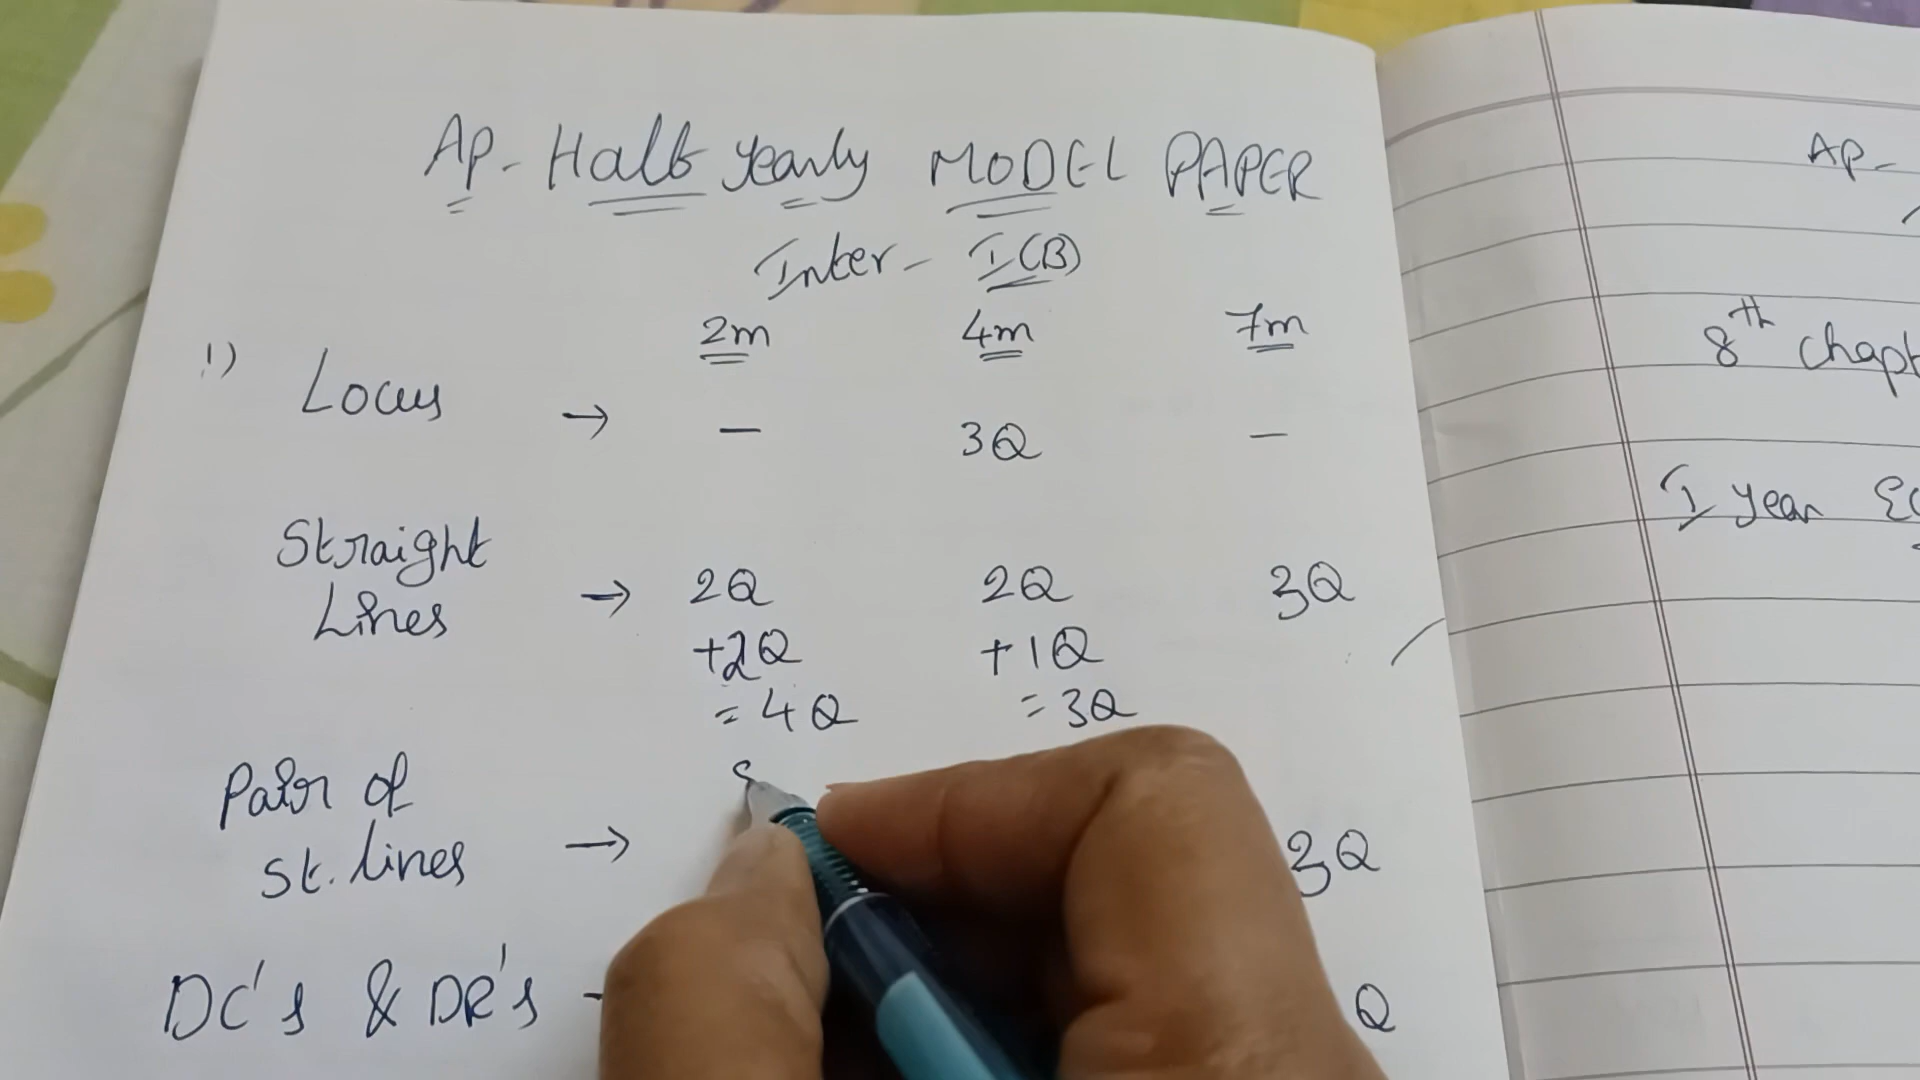 AP- Half yearly MODEL PAPER
Inter - I(B)
2m 4m 7m
1) Locus → - 3Q -
Straight
Lines → 2Q 2Q 3Q
+2Q +1Q
= 4Q = 3Q
Pair of
St. lines → 3Q
DC's & DR's - Q
AP-
8th chapt
I year